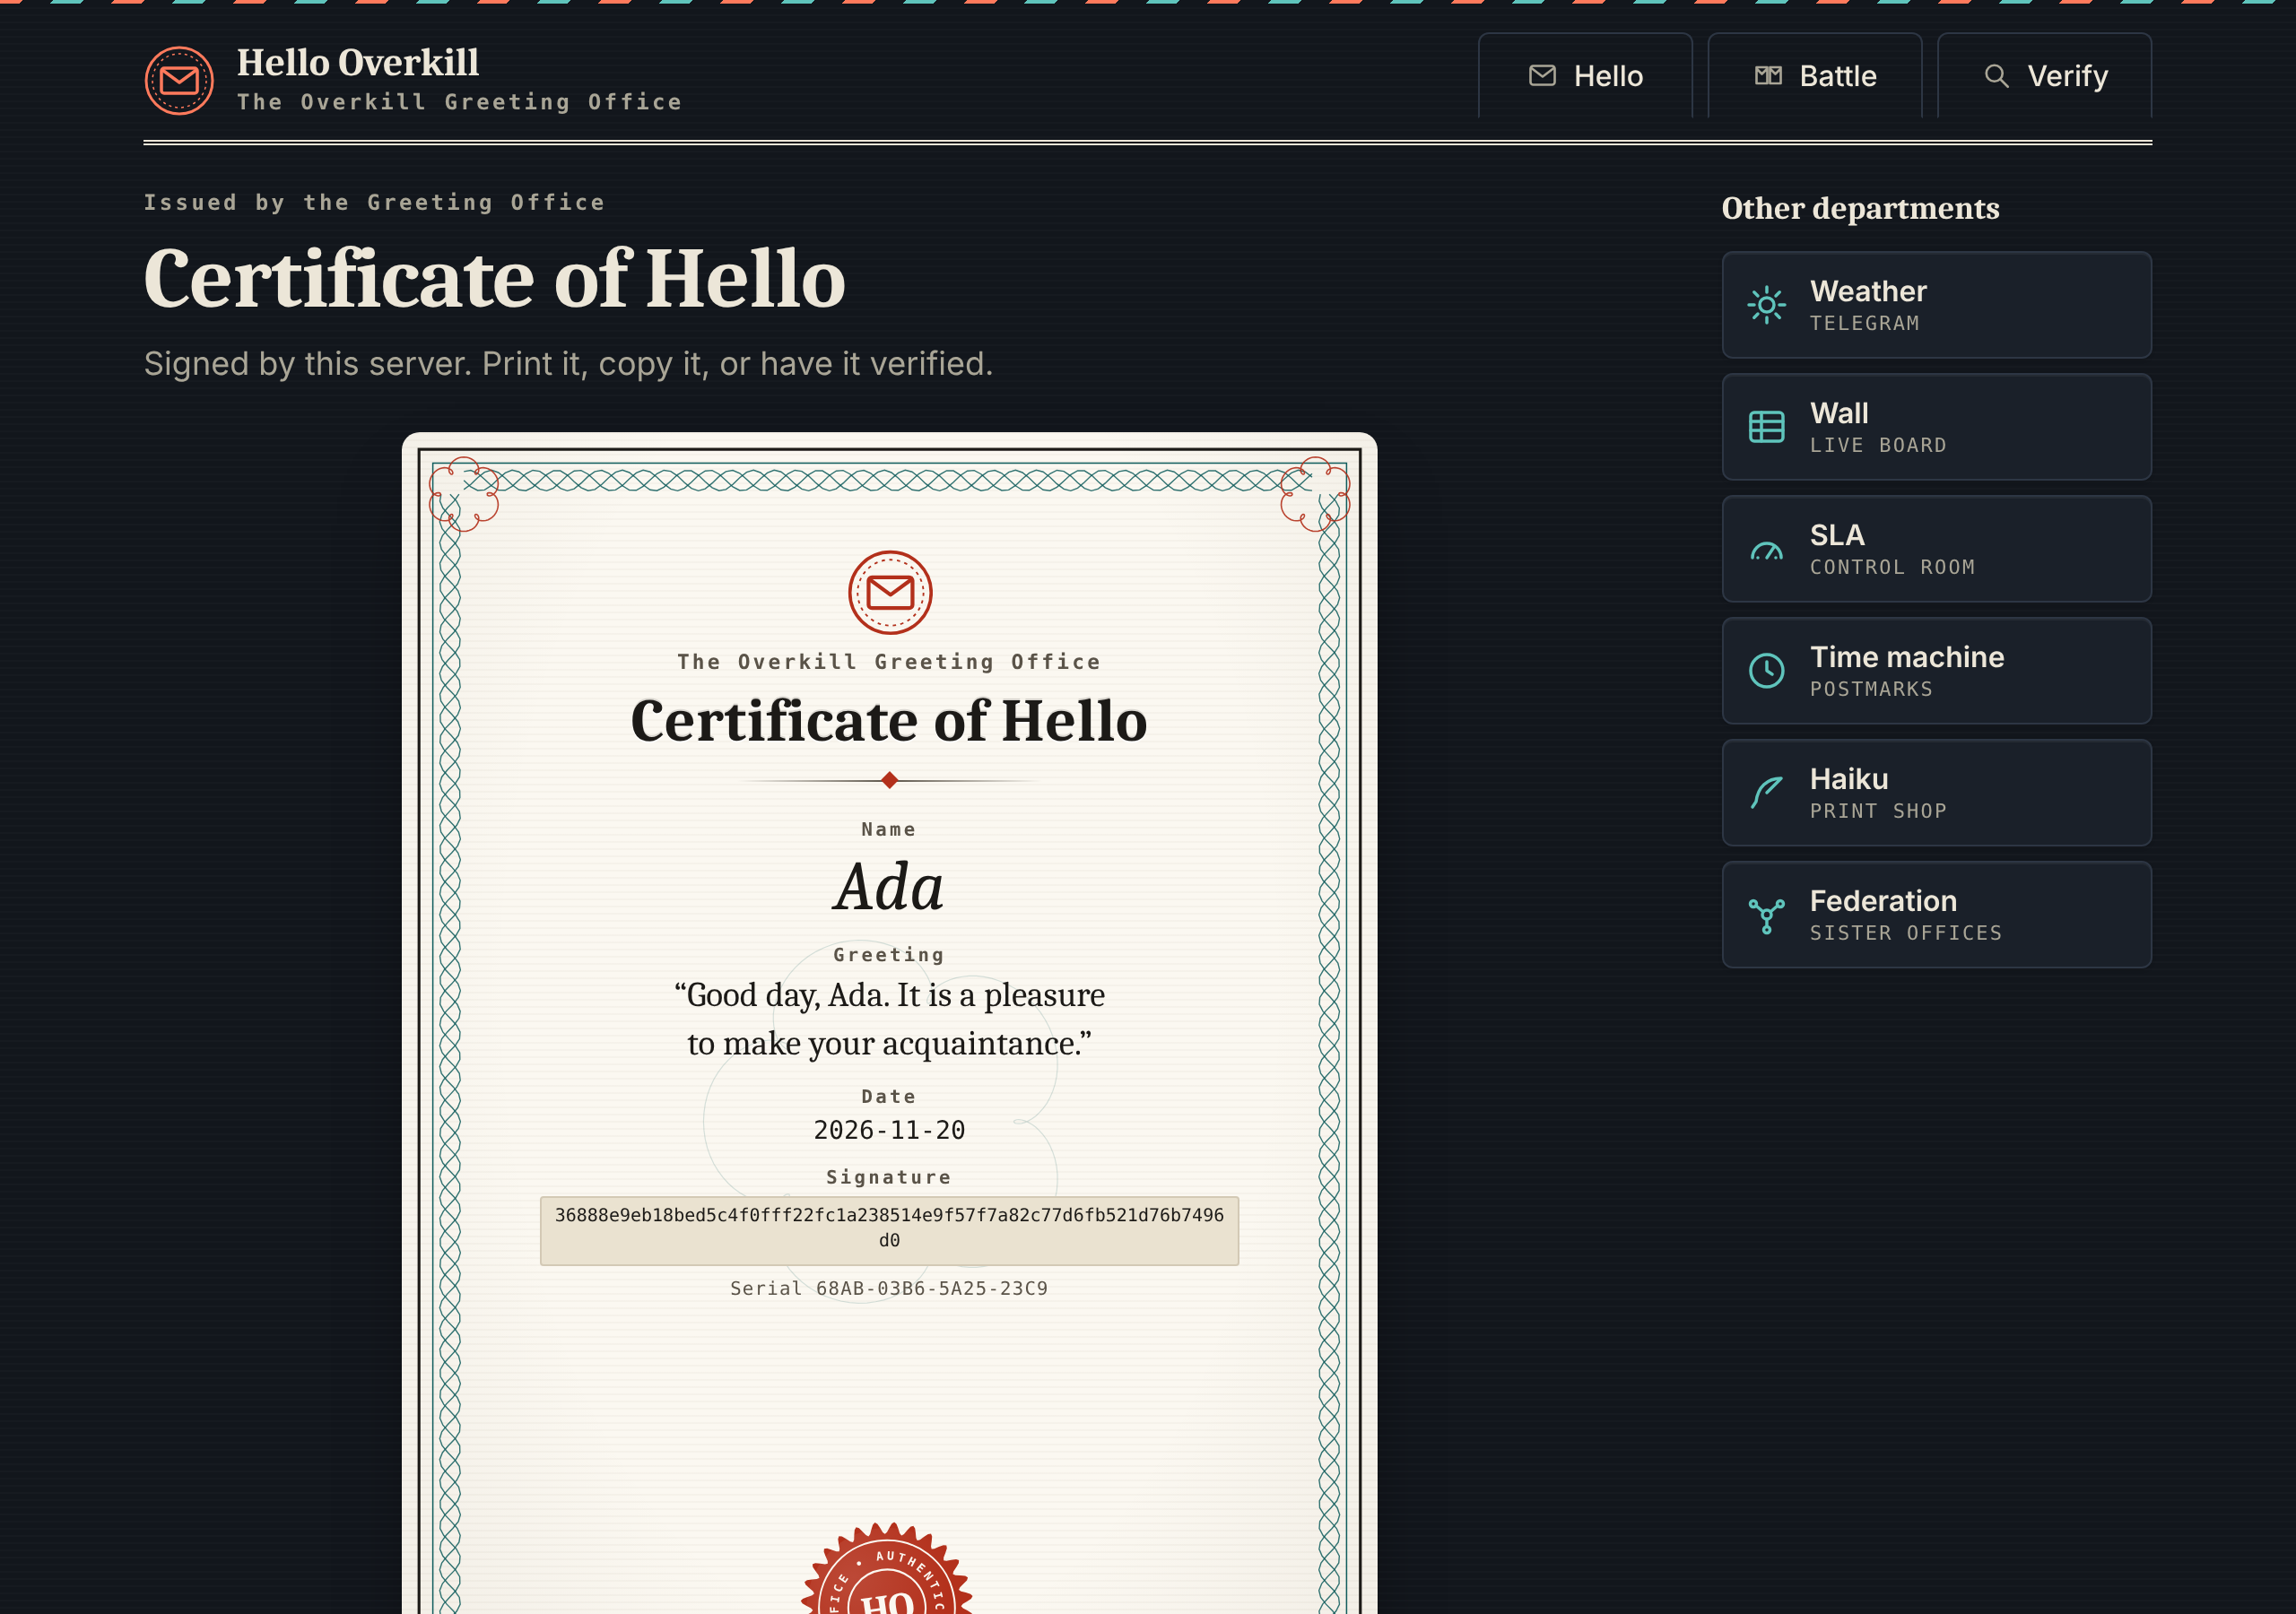 Hello Overkill
The Overkill Greeting Office
Hello
Battle
Verify
Issued by the Greeting Office
Certificate of Hello
Signed by this server. Print it, copy it, or have it verified.
The Overkill Greeting Office
Certificate of Hello
Name
Ada
Greeting
“Good day, Ada. It is a pleasure
to make your acquaintance.”
Date
2026-11-20
Signature
36888e9eb18bed5c4f0fff22fc1a238514e9f57f7a82c77d6fb521d76b7496
d0
Serial 68AB-03B6-5A25-23C9
FICE • AUTHENTIC
HO
Other departments
Weather
TELEGRAM
Wall
LIVE BOARD
SLA
CONTROL ROOM
Time machine
POSTMARKS
Haiku
PRINT SHOP
Federation
SISTER OFFICES